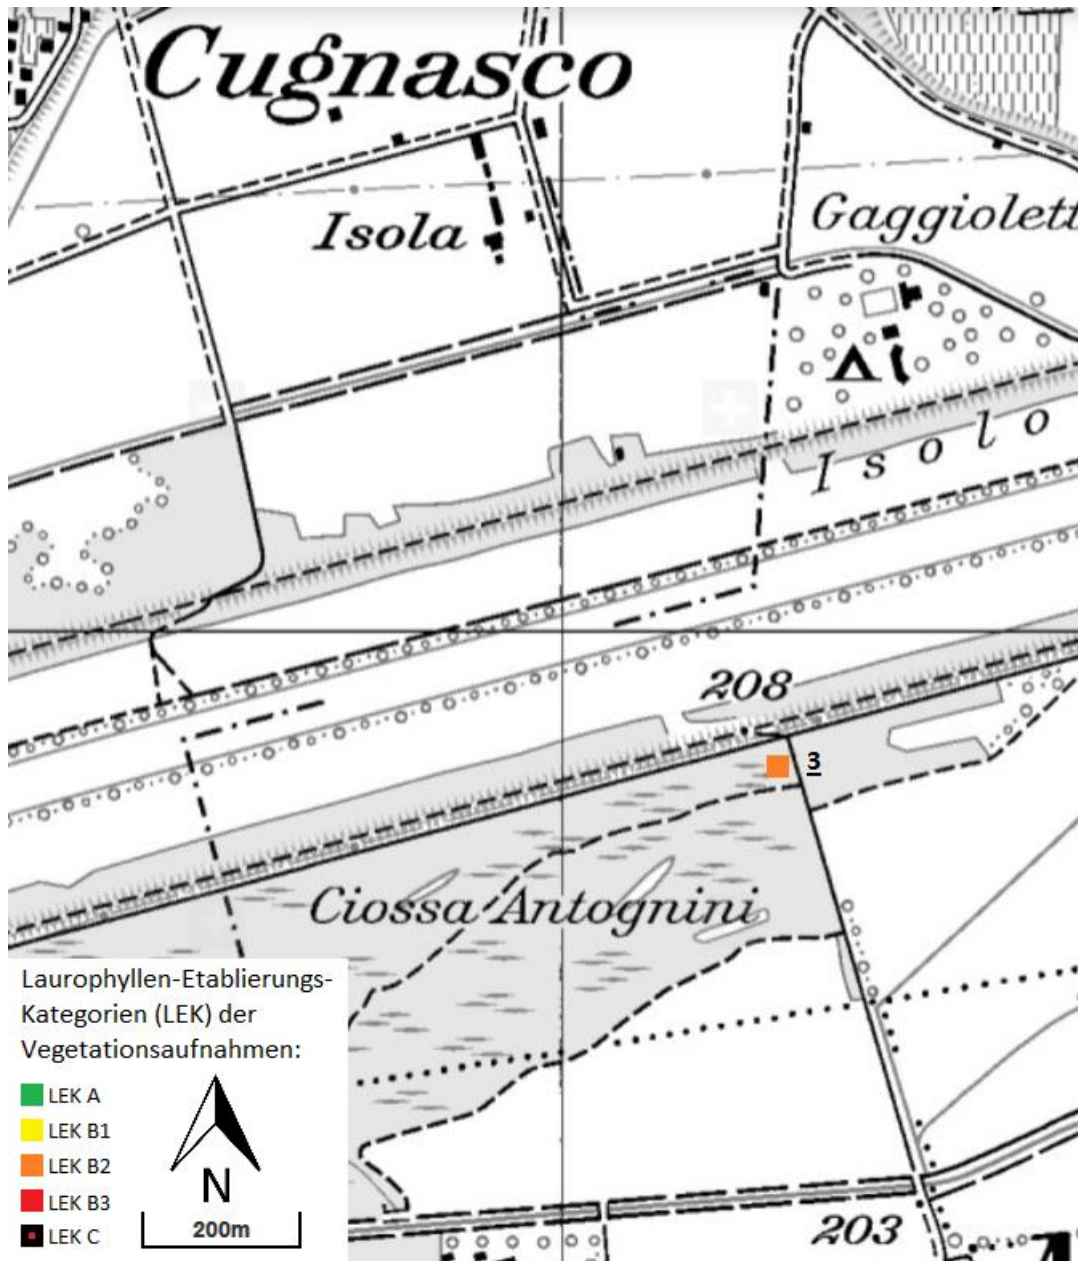 Cugnasco
Isola
Gaggiolett
Isolo
208
3
Ciossa Antognini
Laurophyllen-Etablierungs-
Kategorien (LEK) der
Vegetationsaufnahmen:
LEK A
LEK B1
LEK B2
LEK B3
LEK C
N
200m
203